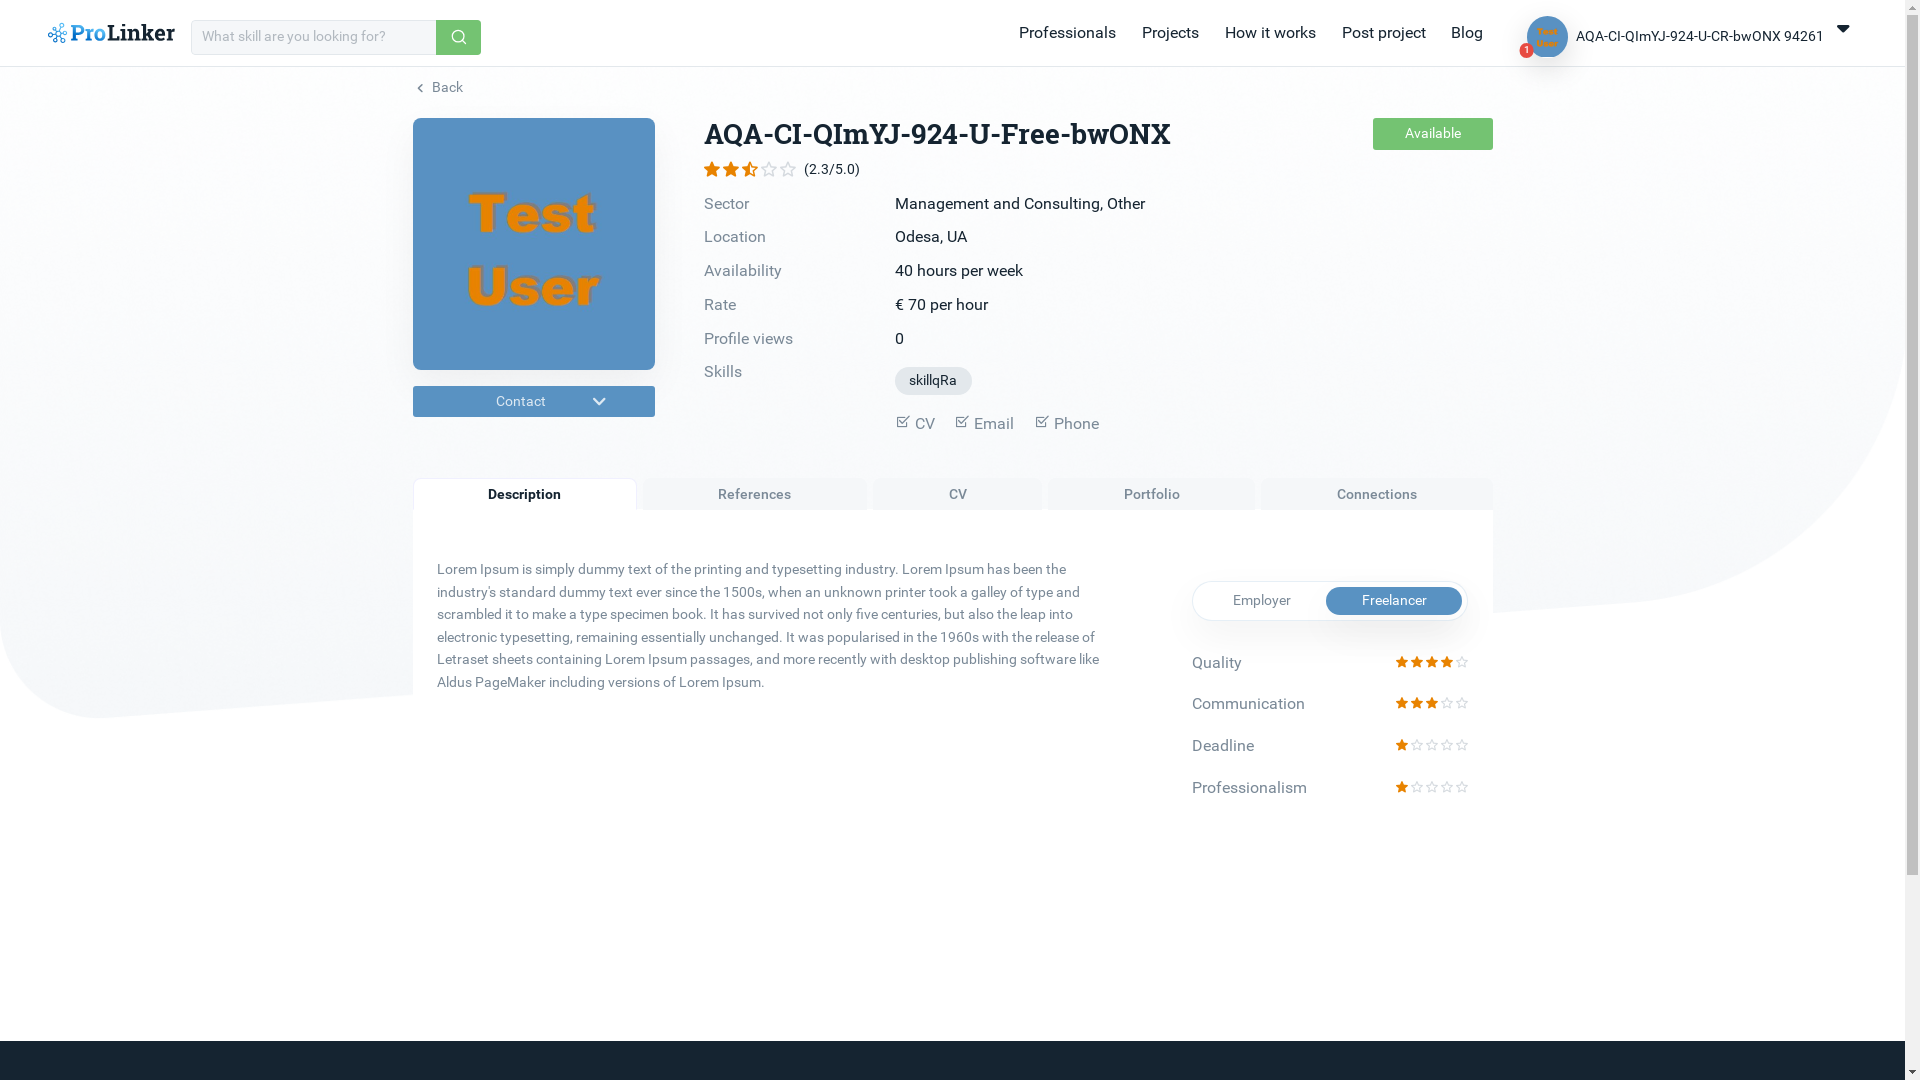 ProLinker
What skill are you looking for?
Professionals
Projects
How it works
Post project
Blog
Test
User
1
AQA-CI-QImYJ-924-U-CR-bwONX 94261
Back
Test
User
Contact
AQA-CI-QImYJ-924-U-Free-bwONX
Available
(2.3/5.0)
Sector
Management and Consulting, Other
Location
Odesa, UA
Availability
40 hours per week
Rate
€ 70 per hour
Profile views
0
Skills
skillqRa
CV
Email
Phone
Description
References
CV
Portfolio
Connections
Lorem Ipsum is simply dummy text of the printing and typesetting industry. Lorem Ipsum has been the
industry's standard dummy text ever since the 1500s, when an unknown printer took a galley of type and
scrambled it to make a type specimen book. It has survived not only five centuries, but also the leap into
electronic typesetting, remaining essentially unchanged. It was popularised in the 1960s with the release of
Letraset sheets containing Lorem Ipsum passages, and more recently with desktop publishing software like
Aldus PageMaker including versions of Lorem Ipsum.
Employer
Freelancer
Quality
Communication
Deadline
Professionalism